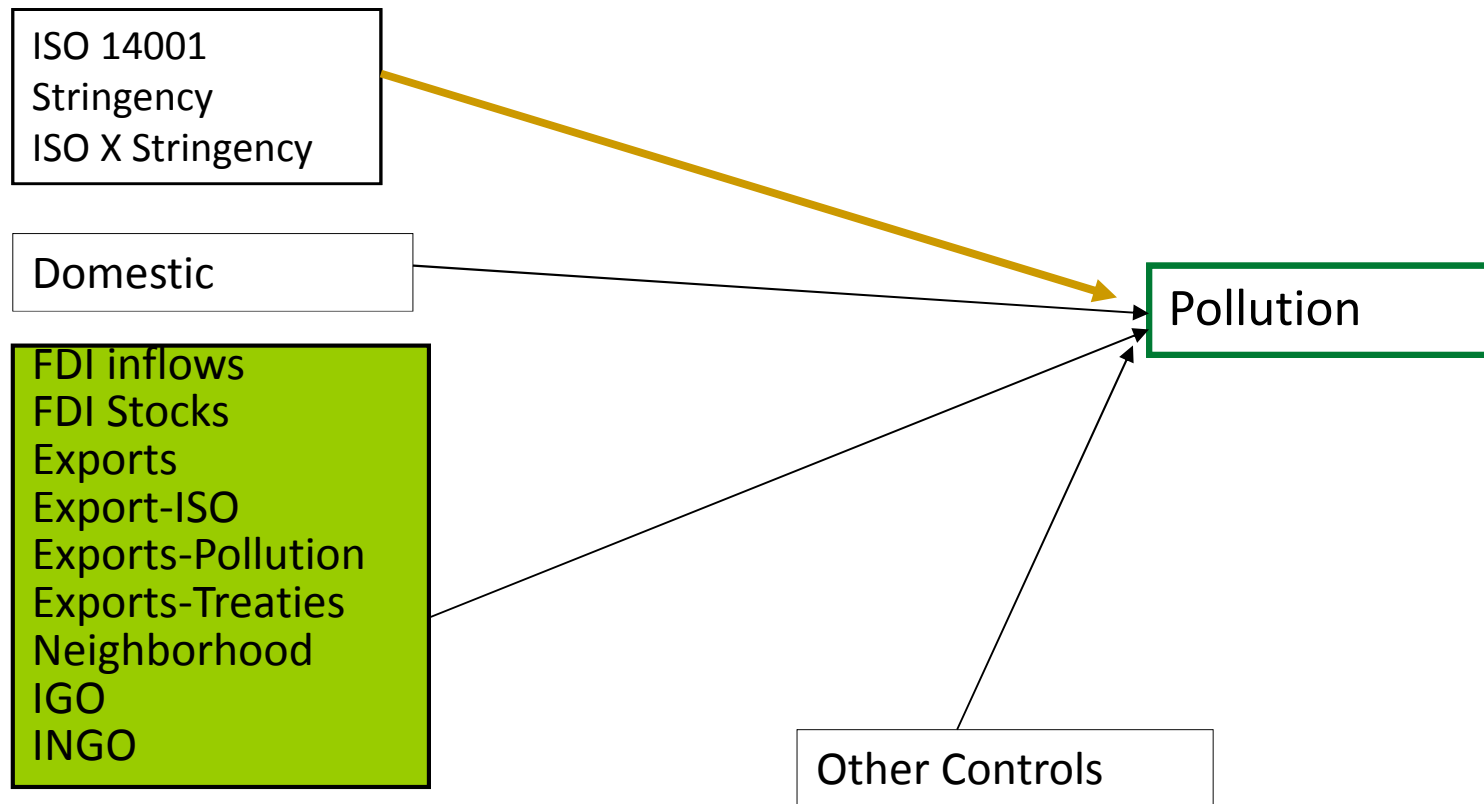 ISO 14001
Stringency
ISO X Stringency
Domestic
FDI inflows
FDI Stocks
Exports
Export-ISO
Exports-Pollution
Exports-Treaties
Neighborhood
IGO
INGO
Pollution
Other Controls